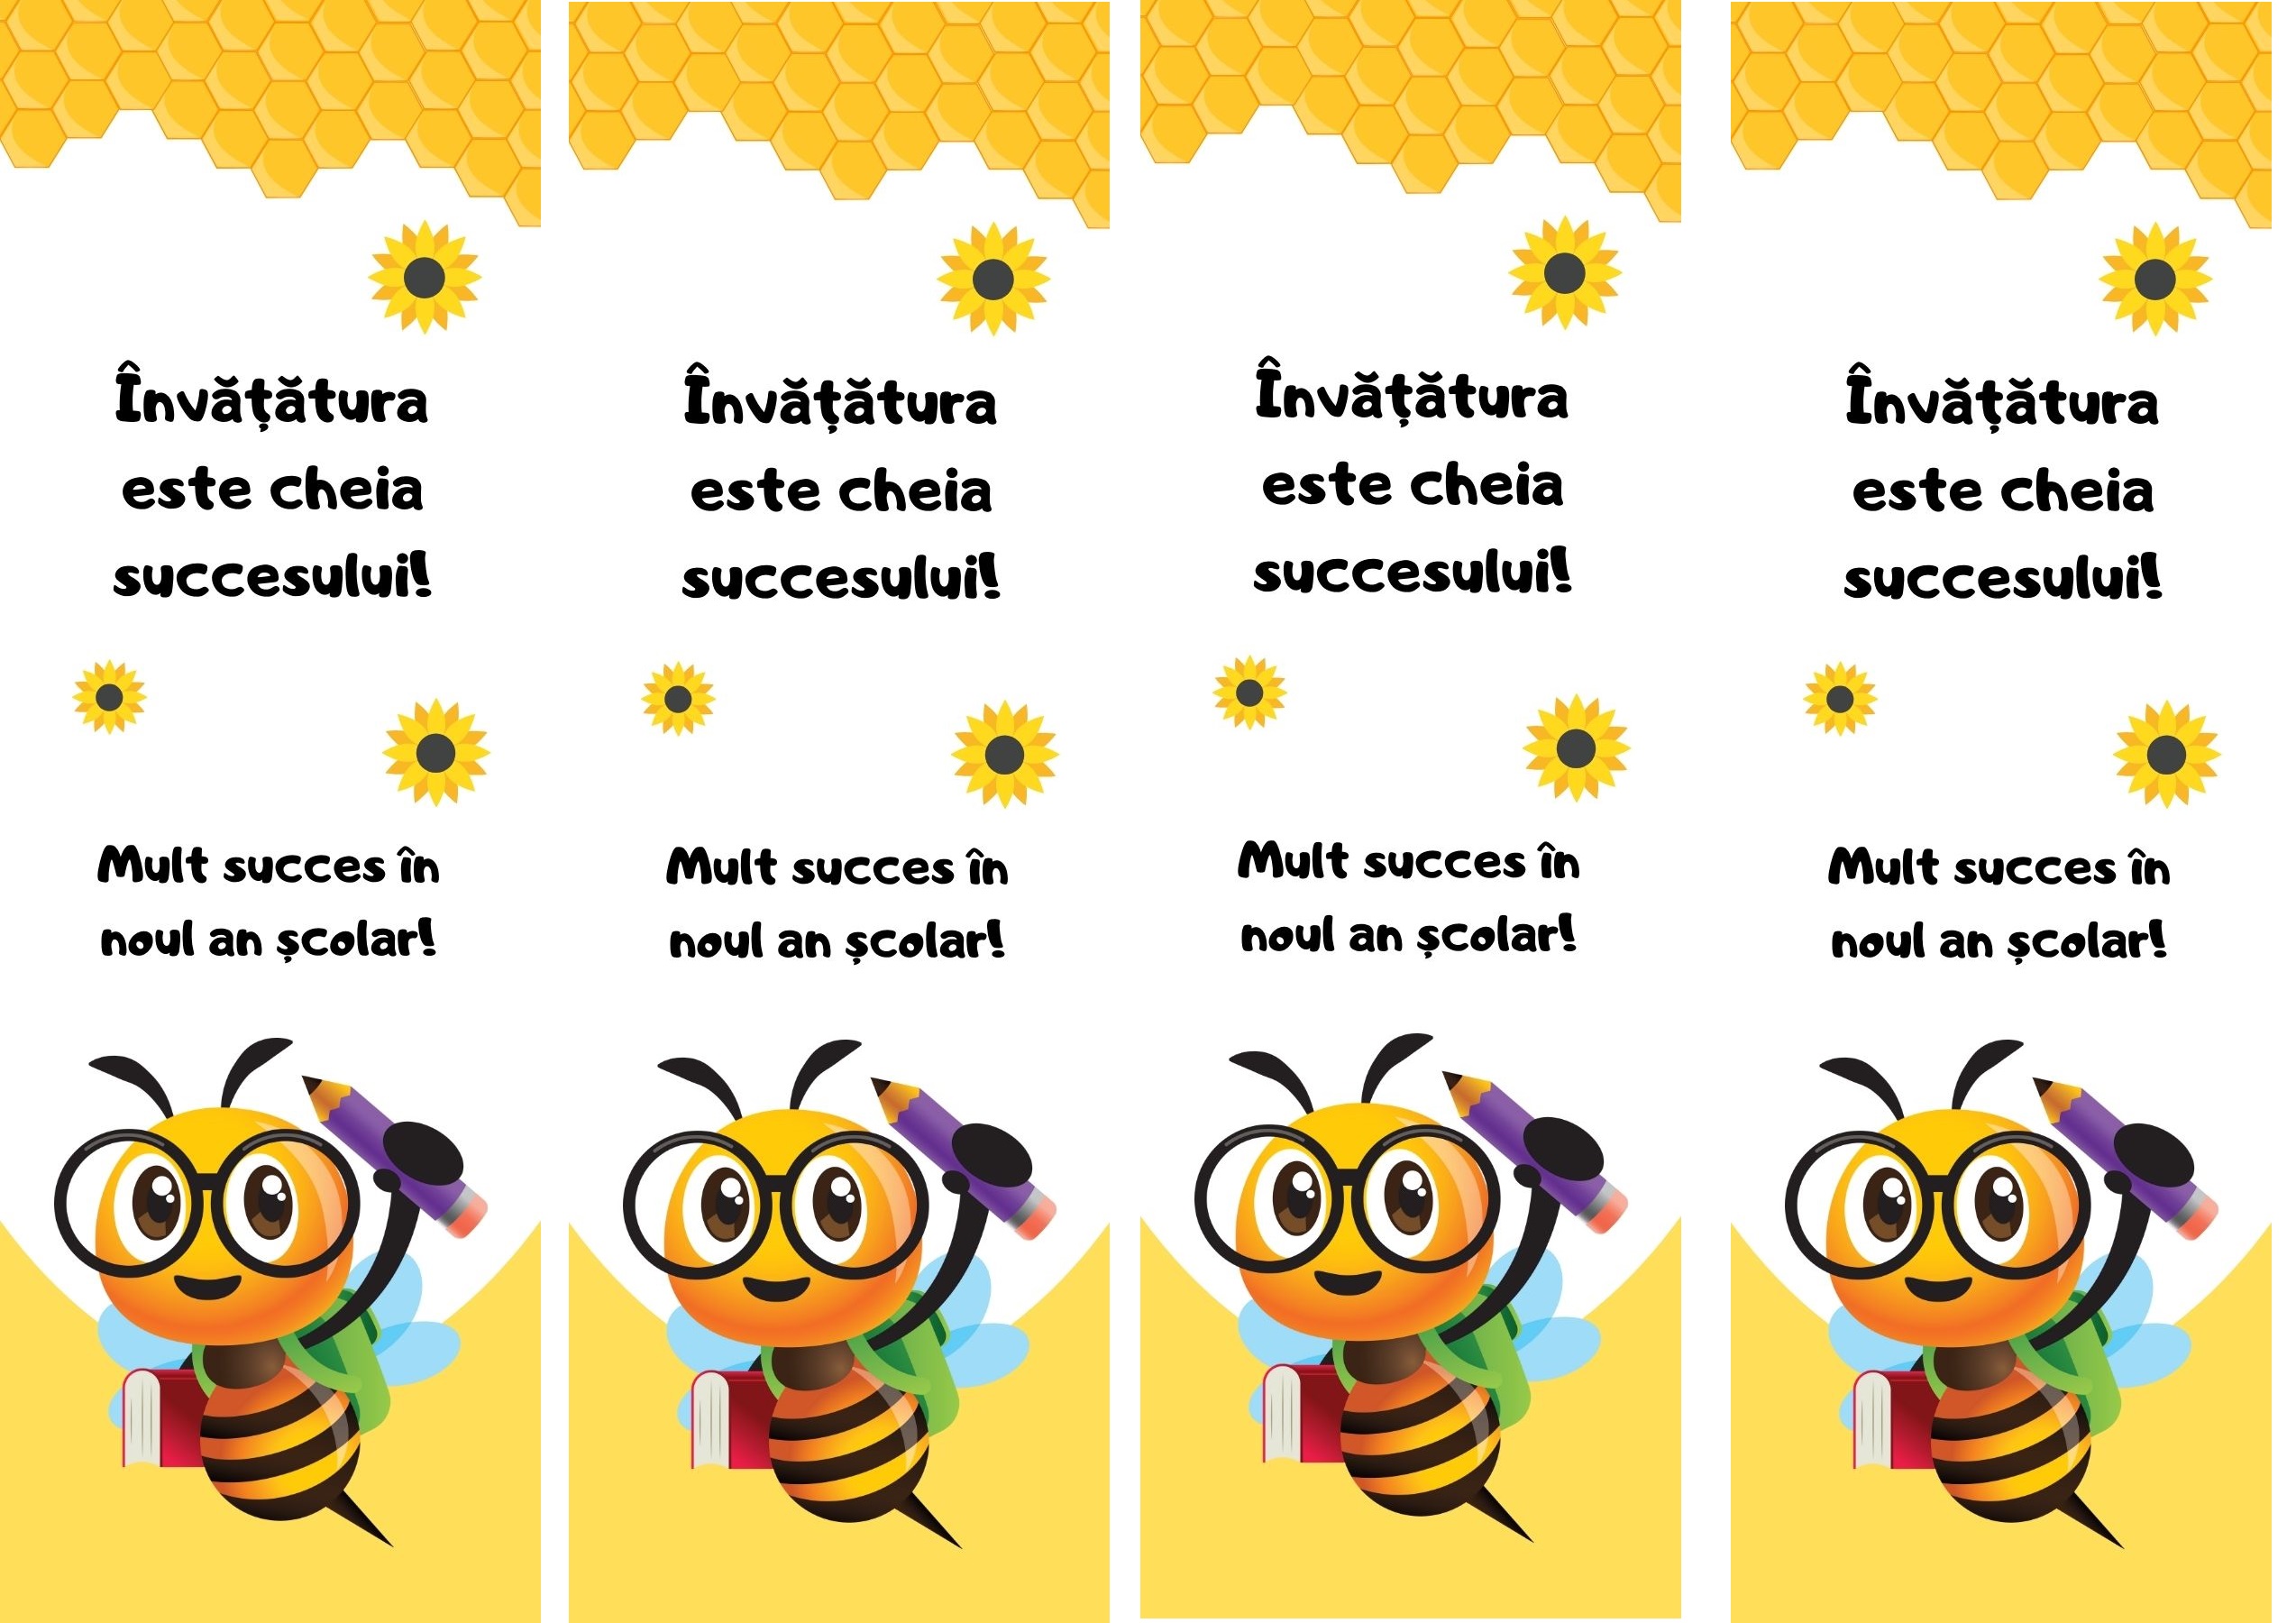 Învățătura
este cheia
succesului!
Mult succes în
noul an școlar!
Învățătura
este cheia
succesului!
Mult succes în
noul an școlar!
Învățătura
este cheia
succesului!
Mult succes în
noul an școlar!
Învățătura
este cheia
succesului!
Mult succes în
noul an școlar!